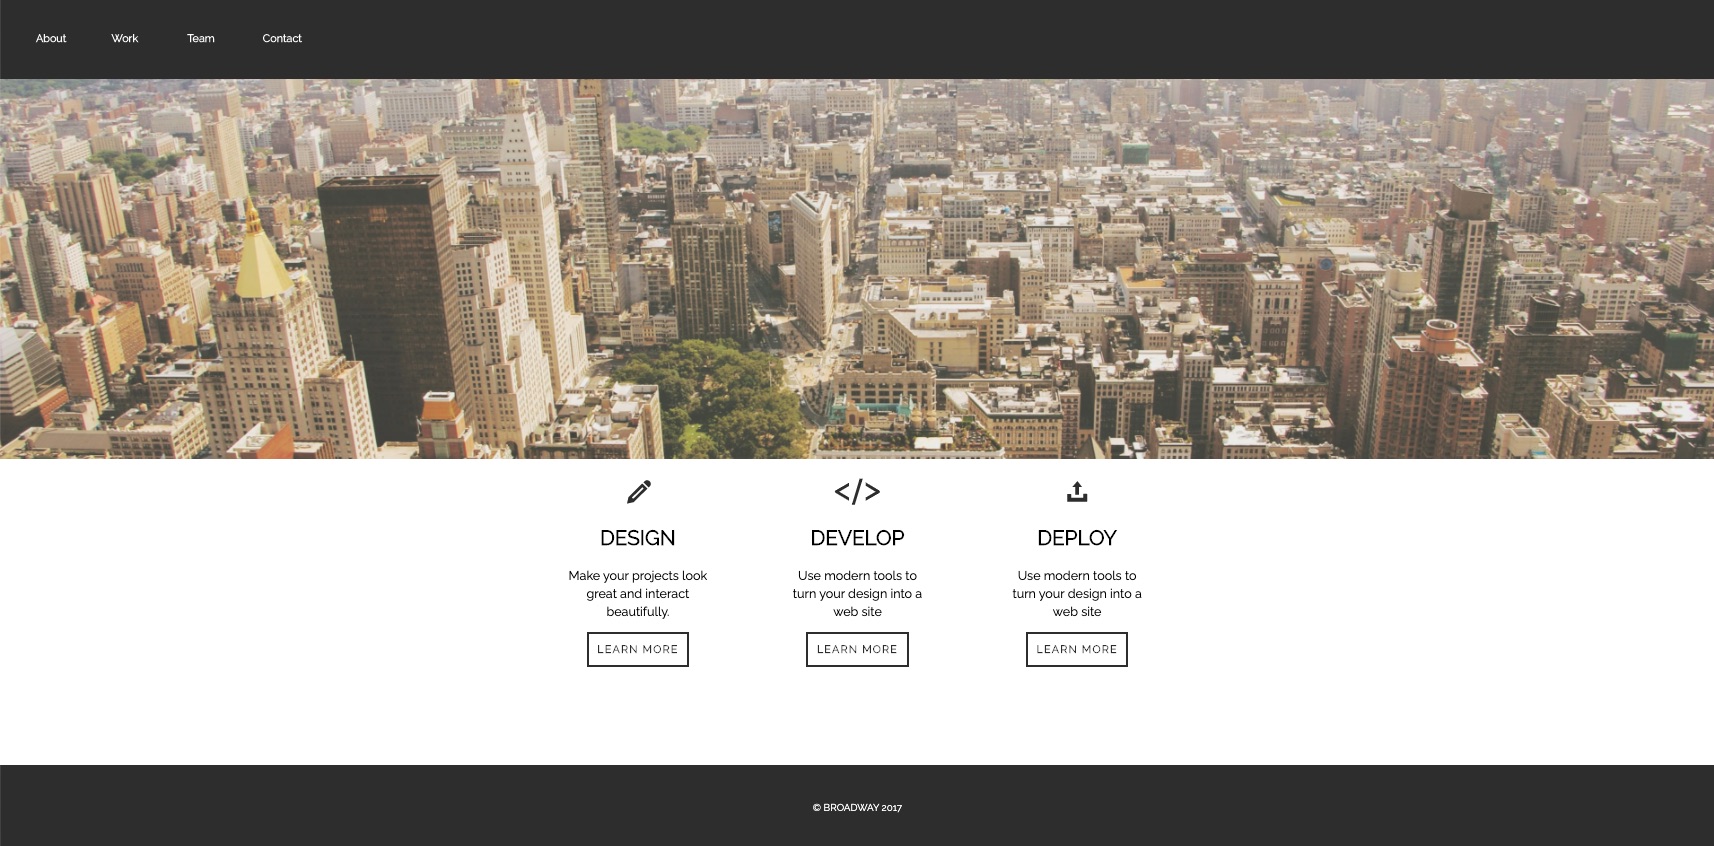 About
Work
Team
Contact
</>
DESIGN
Make your projects look
great and interact
beautifully.
LEARN MORE
DEVELOP
Use modern tools to
turn your design into a
web site
LEARN MORE
DEPLOY
Use modern tools to
turn your design into a
web site
LEARN MORE
© BROADWAY 2017